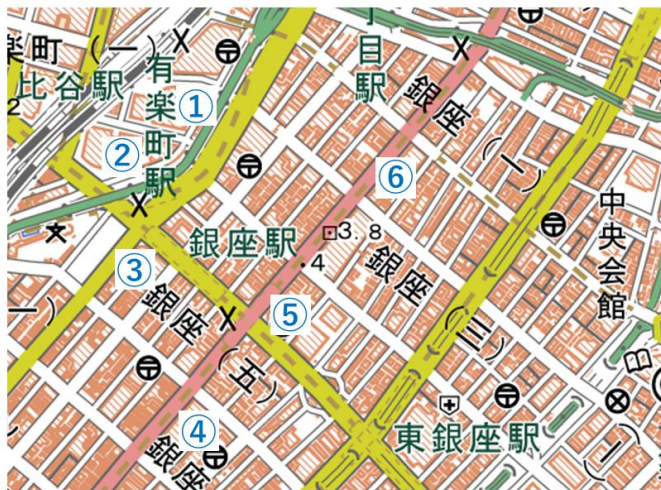 楽町(一)
比谷駅
2
有楽町駅
①
②
丁目駅
銀座(一)
⑥
銀座駅
3.8
4
③
⑤
銀座(三)
中央会館
一)
銀座(五)
④
銀座
東銀座駅